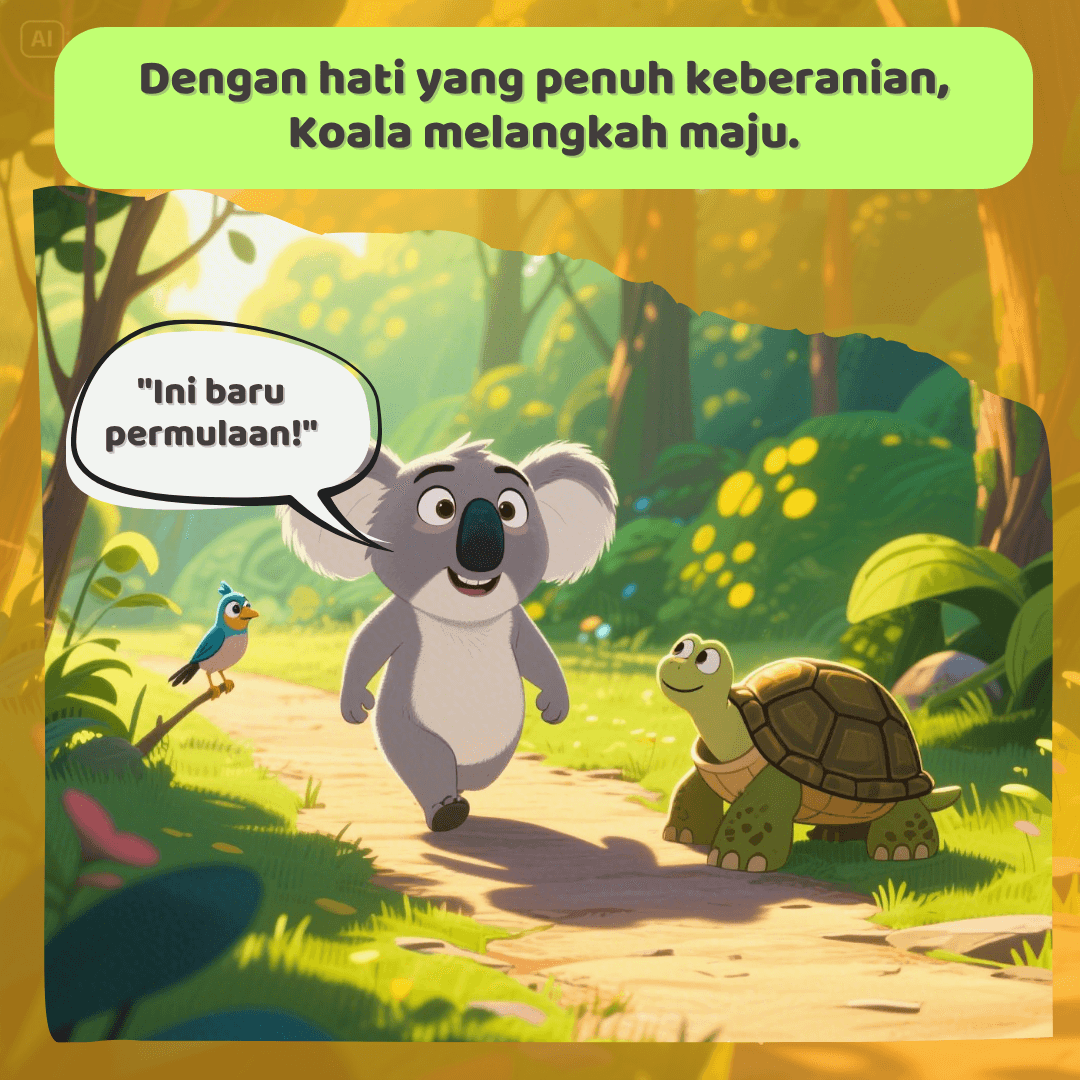 AI
Dengan hati yang penuh keberanian,
Koala melangkah maju.
"Ini baru
permulaan!"